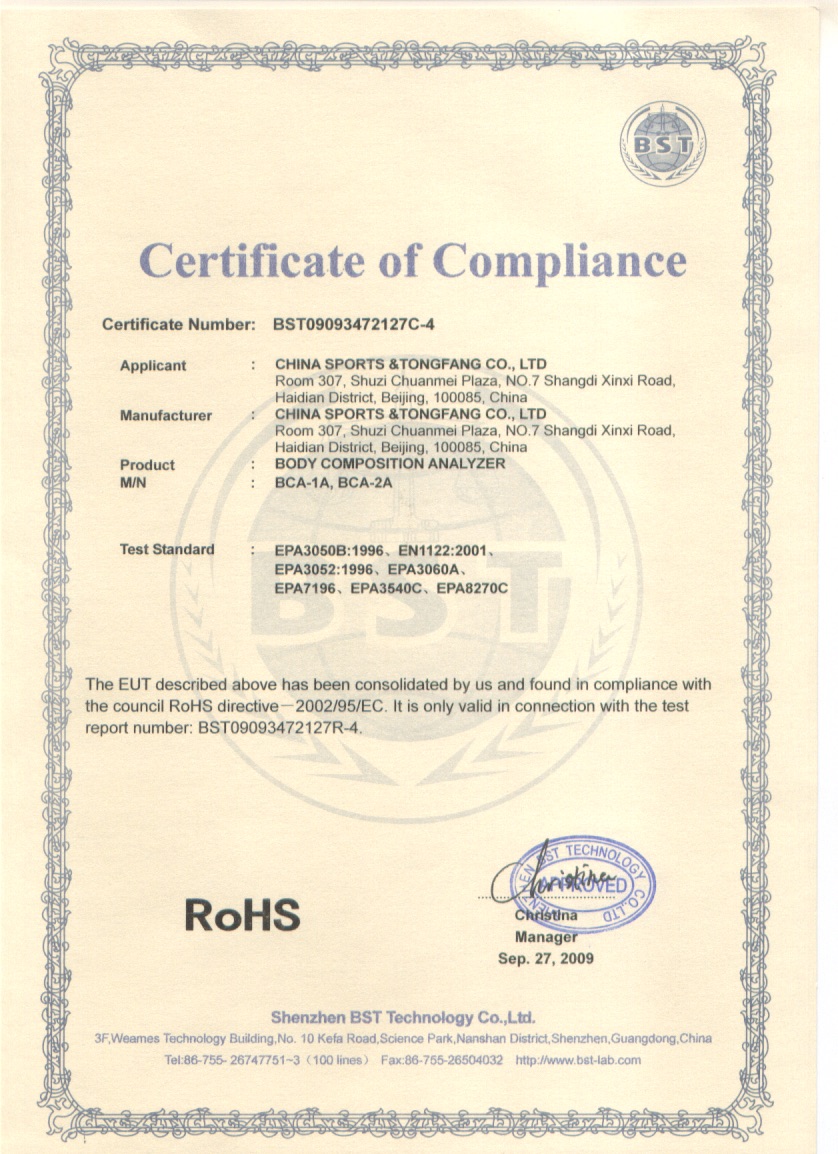 BST
Certificate of Compliance
Certificate Number: BST09093472127C-4
Applicant : CHINA SPORTS &TONGFANG CO., LTD
Room 307, Shuzi Chuanmei Plaza, NO.7 Shangdi Xinxi Road,
Haidian District, Beijing, 100085, China
Manufacturer : CHINA SPORTS &TONGFANG CO., LTD
Room 307, Shuzi Chuanmei Plaza, NO.7 Shangdi Xinxi Road,
Haidian District, Beijing, 100085, China
Product : BODY COMPOSITION ANALYZER
M/N : BCA-1A, BCA-2A
Test Standard : EPA3050B:1996、EN1122:2001、
EPA3052:1996、EPA3060A、
EPA7196、EPA3540C、EPA8270C
BST
The EUT described above has been consolidated by us and found in compliance with
the council RoHS directive—2002/95/EC. It is only valid in connection with the test
report number: BST09093472127R-4.
SHENZHEN BST TECHNOLOGY CO.,LTD
APPROVED
Christina
RoHS
Christina
Manager
Sep. 27, 2009
Shenzhen BST Technology Co.,Ltd.
3F,Weames Technology Building,No. 10 Kefa Road,Science Park,Nanshan District,Shenzhen,Guangdong,China
Tel:86-755- 26747751~3（100 lines） Fax:86-755-26504032 http://www.bst-lab.com